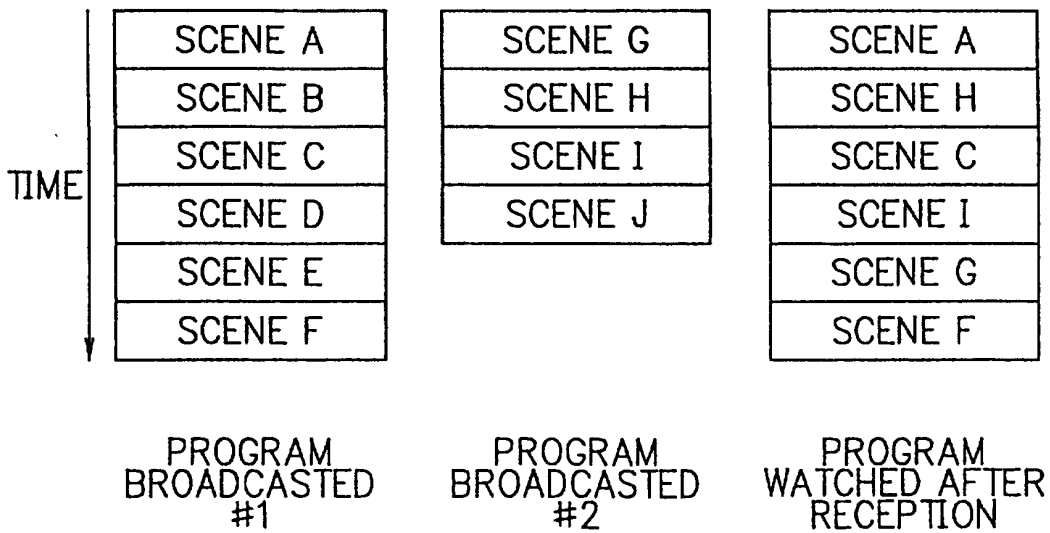 TIME
SCENE A
SCENE B
SCENE C
SCENE D
SCENE E
SCENE F
PROGRAM
BROADCASTED
#1
SCENE G
SCENE H
SCENE I
SCENE J
PROGRAM
BROADCASTED
#2
SCENE A
SCENE H
SCENE C
SCENE I
SCENE G
SCENE F
PROGRAM
WATCHED AFTER
RECEPTION